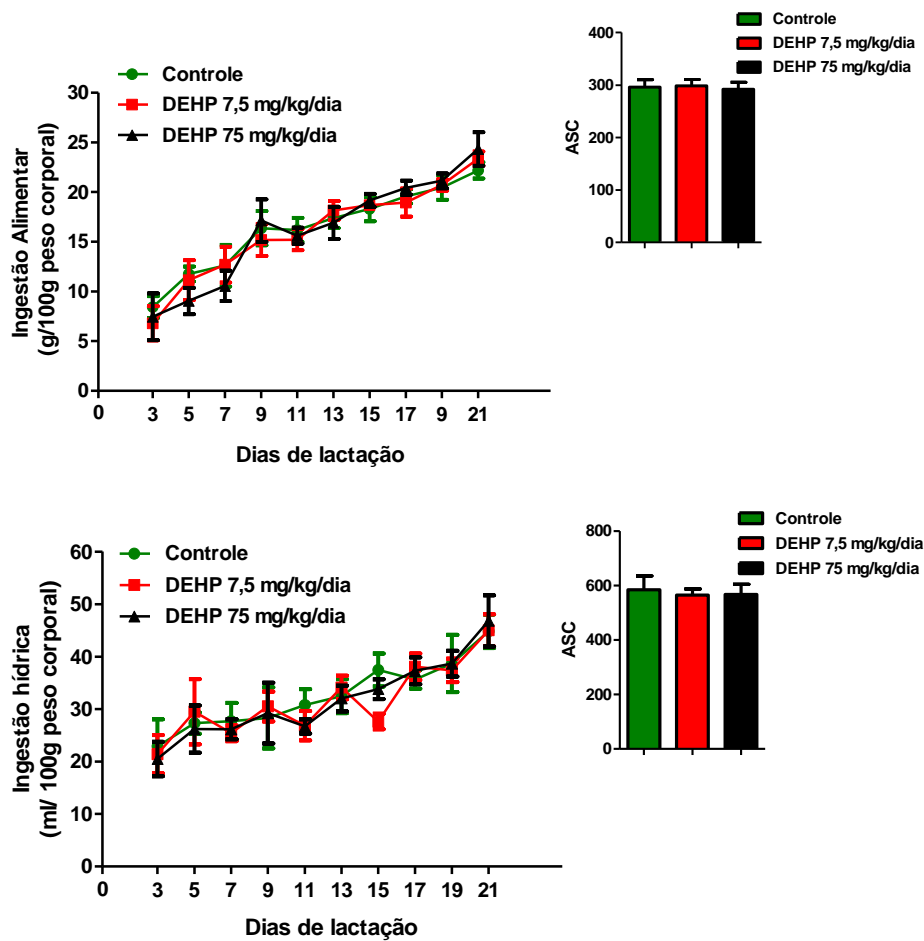 Controle
DEHP 7,5 mg/kg/dia
DEHP 75 mg/kg/dia
Ingestão Alimentar
(g/100g peso corporal)
30
25
20
15
10
5
0
0 3 5 7 9 11 13 15 17 9 21
Dias de lactação
Controle
DEHP 7,5 mg/kg/dia
DEHP 75 mg/kg/dia
ASC
400
300
200
100
0
Controle
DEHP 7,5 mg/kg/dia
DEHP 75 mg/kg/dia
Ingestão hídrica
(ml/ 100g peso corporal)
60
50
40
30
20
10
0
0 3 5 7 9 11 13 15 17 19 21
Dias de lactação
Controle
DEHP 7,5 mg/kg/dia
DEHP 75 mg/kg/dia
ASC
800
600
400
200
0